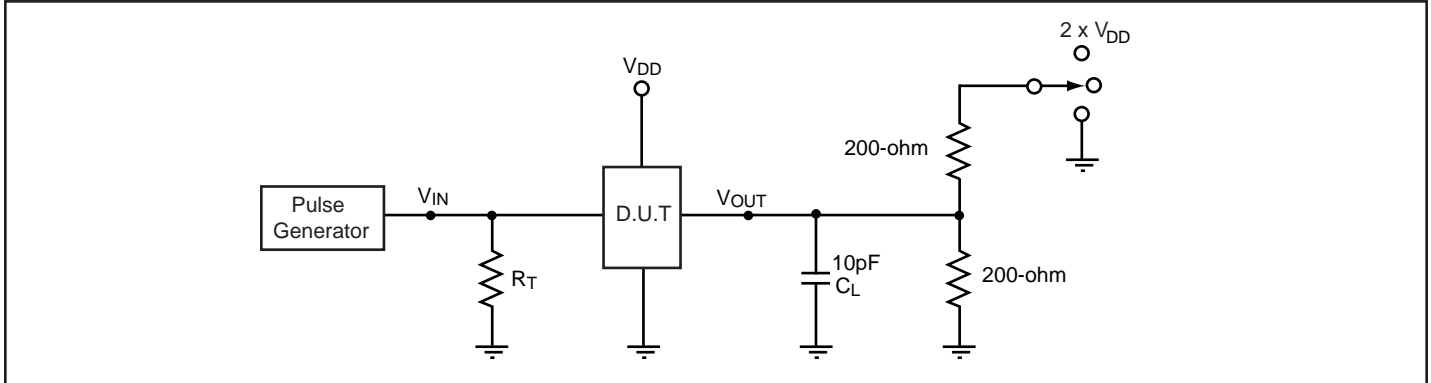 2 x VDD
VDD
200-ohm
Pulse
Generator
VIN
D.U.T
VOUT
RT
10pF
CL
200-ohm